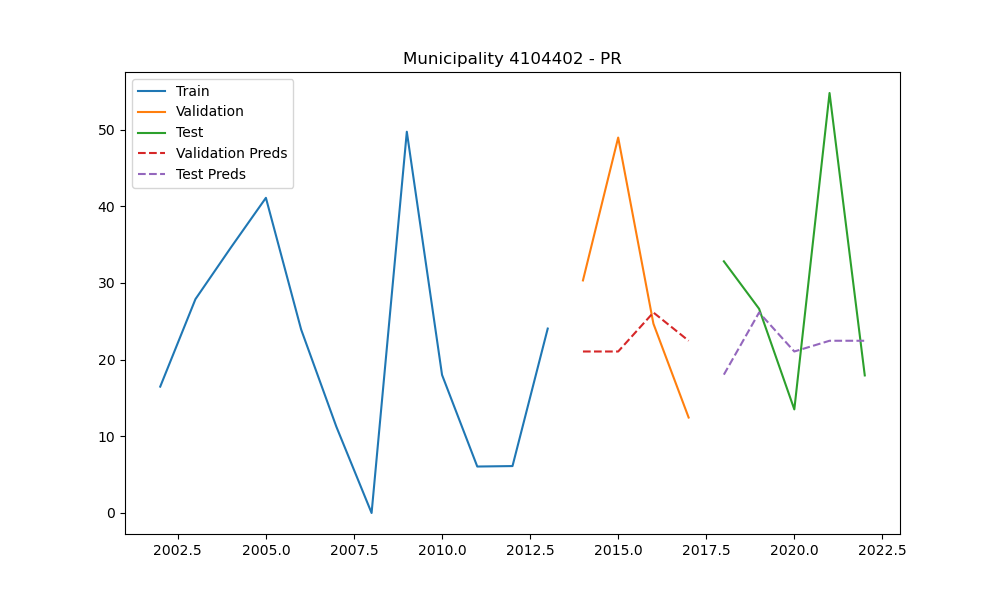 Municipality 4104402 - PR
Train
Validation
Test
Validation Preds
Test Preds
50
40
30
20
10
0
2002.5 2005.0 2007.5 2010.0 2012.5 2015.0 2017.5 2020.0 2022.5